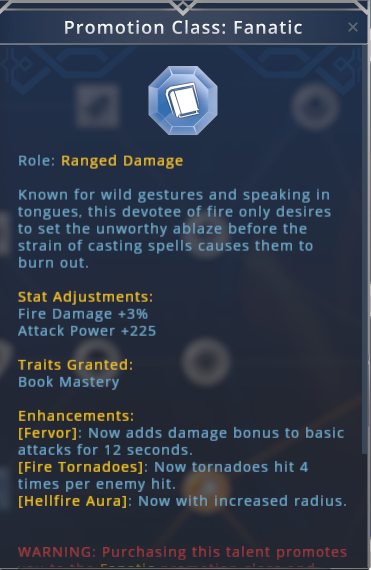 Promotion Class: Fanatic
Role: Ranged Damage
Known for wild gestures and speaking in
tongues, this devotee of fire only desires
to set the unworthy ablaze before the
strain of casting spells causes them to
burn out.
Stat Adjustments:
Fire Damage +3%
Attack Power +225
Traits Granted:
Book Mastery
Enhancements:
[Fervor]: Now adds damage bonus to basic
attacks for 12 seconds.
[Fire Tornadoes]: Now tornadoes hit 4
times per enemy hit.
[Hellfire Aura]: Now with increased radius.
WARNING: Purchasing this talent promotes